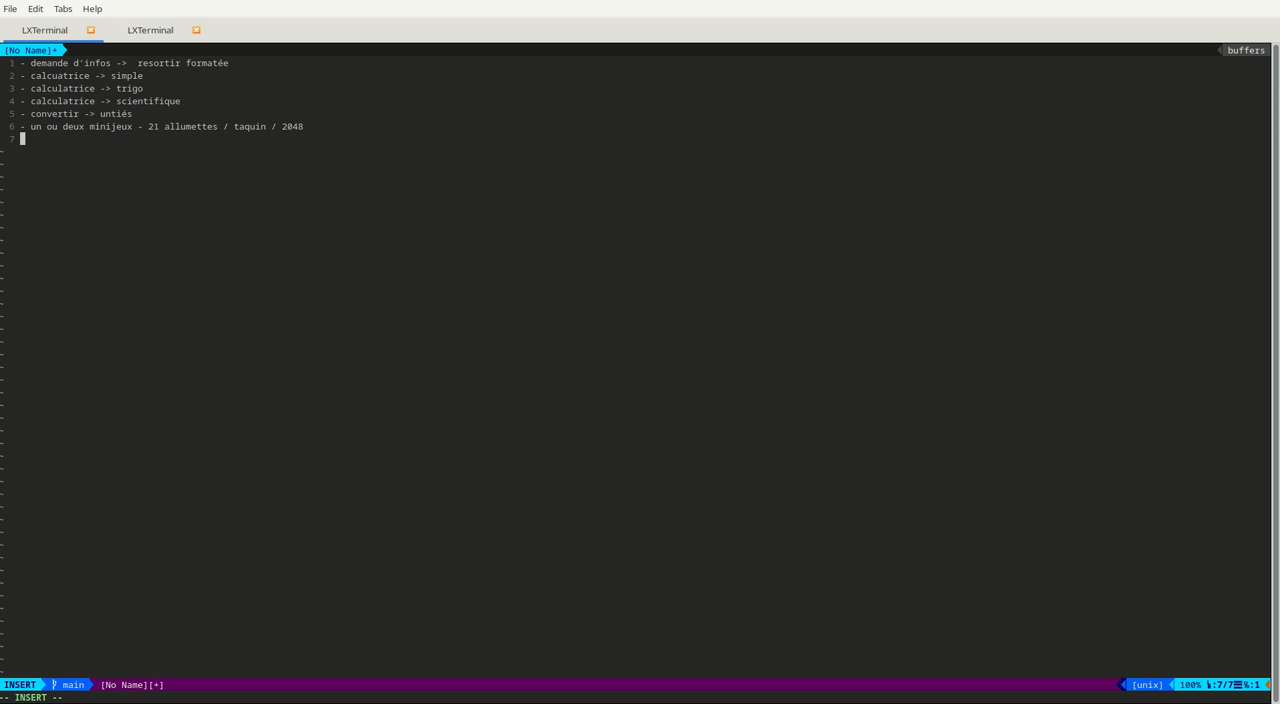 File Edit Tabs Help
LXTerminal LXTerminal
[No Name]+ buffers
1 - demande d'infos ->  resortir formatée
2 - calcuatrice -> simple
3 - calculatrice -> trigo
4 - calculatrice -> scientifique
5 - convertir -> untiés
6 - un ou deux minijeux - 21 allumettes / taquin / 2048
7
INSERT main [No Name][+] [unix] 100% :7/7 %:1
-- INSERT --